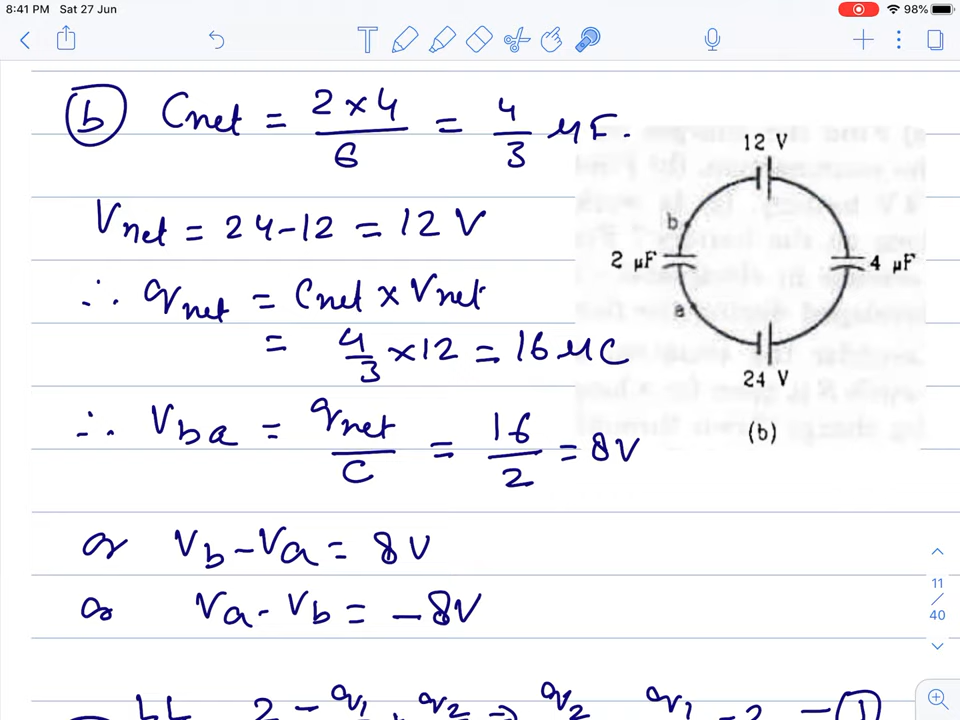 8:41 PM Sat 27 Jun
98%
T
(b) Cnet = 2 × 4 / 6 = 4/3 μF.
Vnet = 24 - 12 = 12 V
∴ qnet = Cnet × Vnet
= 4/3 × 12 = 16 μC
∴ Vba = qnet / C = 16/2 = 8V
or Vb - Va = 8 V
or Va - Vb = - 8V
12 V
b
2 μF
4 μF
a
24 V
(b)
11
/
40